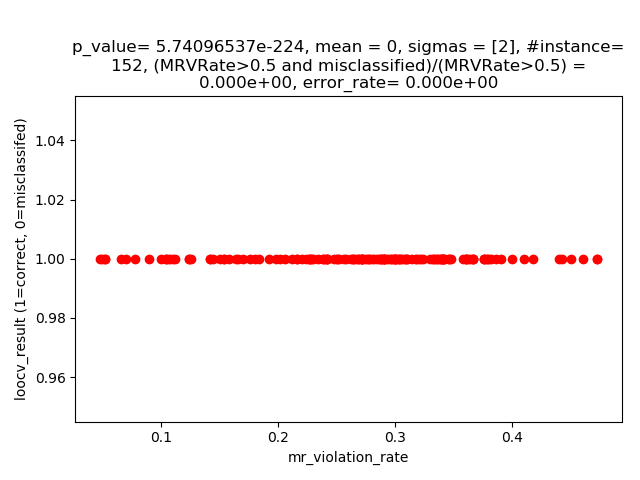 p_value= 5.74096537e-224, mean = 0, sigmas = [2], #instance=
152, (MRVRate>0.5 and misclassified)/(MRVRate>0.5) =
0.000e+00, error_rate= 0.000e+00
1.04
1.02
1.00
0.98
0.96
loocv_result (1=correct, 0=misclassifed)
0.1
0.2
0.3
0.4
mr_violation_rate